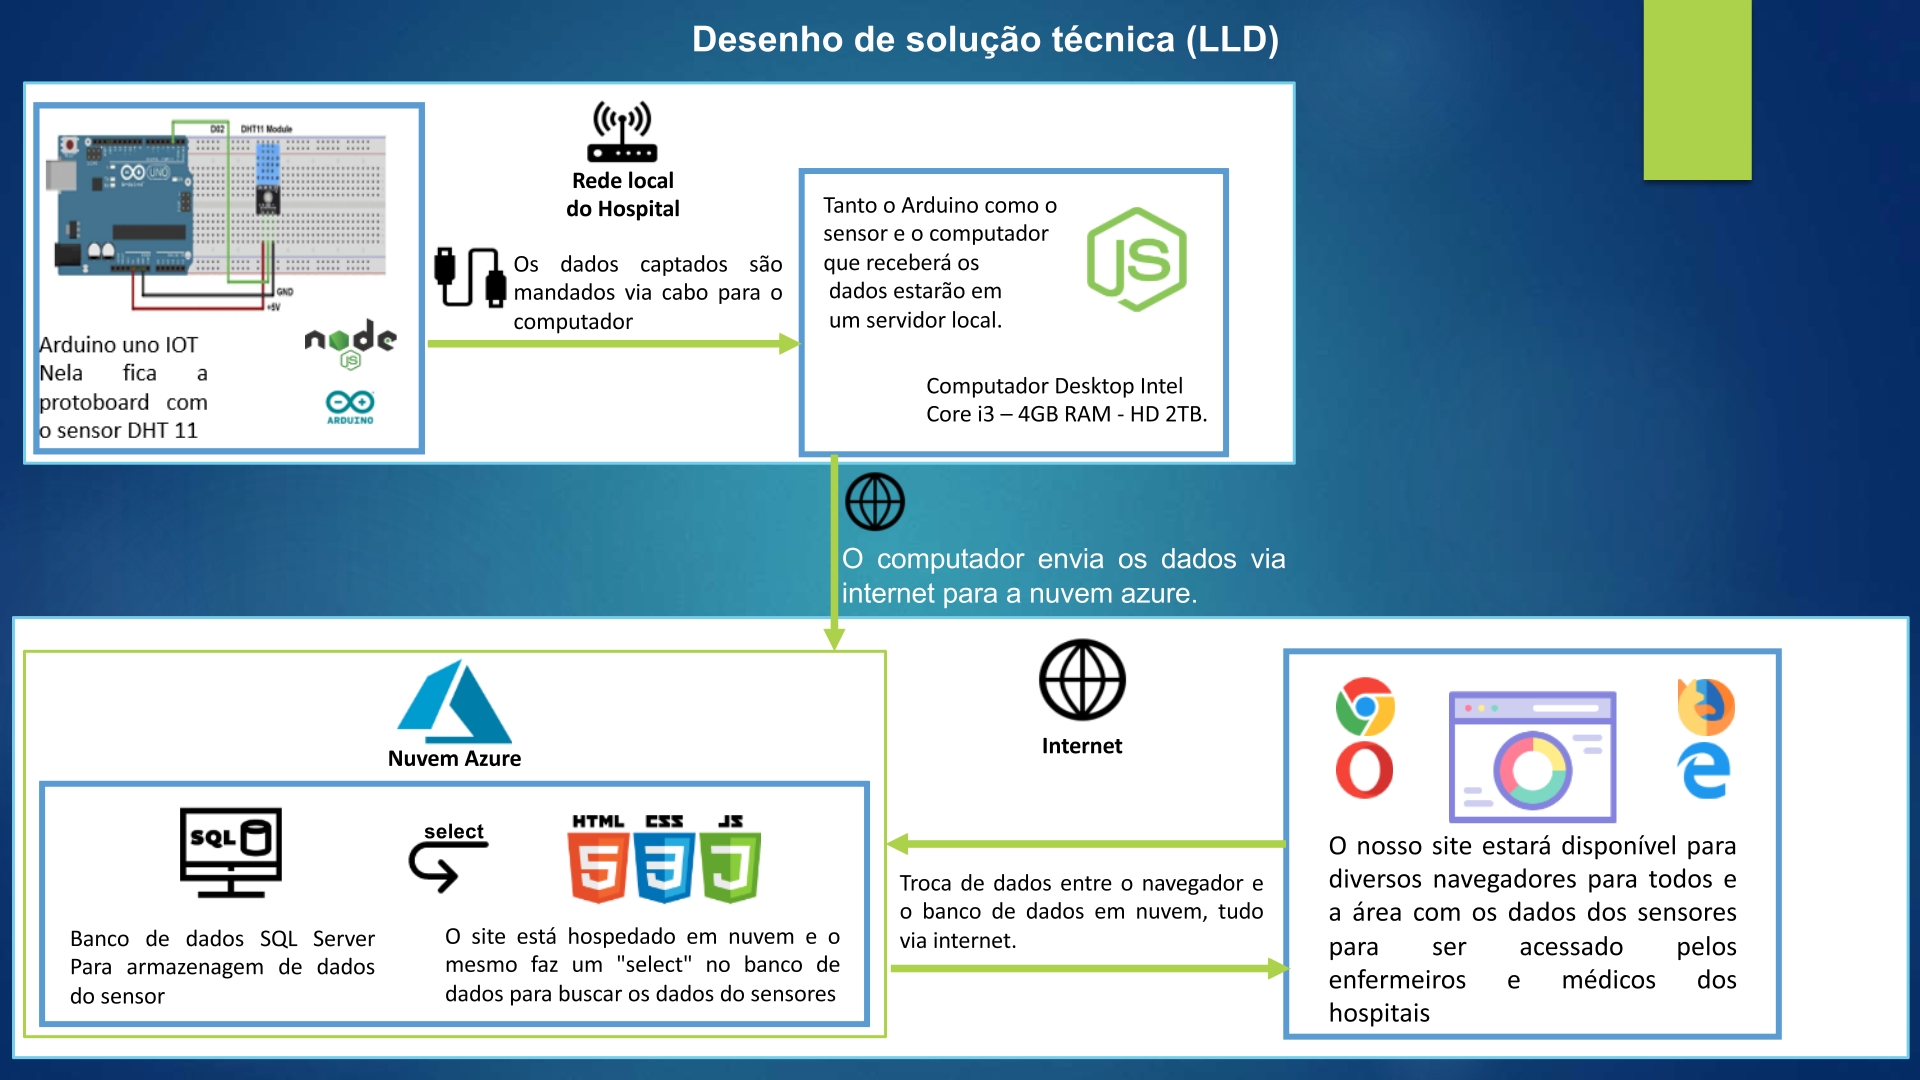 Desenho de solução técnica (LLD)
D02
DHT11 Module
UNO
GND
+5V
Arduino uno IOT
Nela fica a
protoboard com
o sensor DHT 11
node
JS
ARDUINO
Rede local
do Hospital
Os dados captados são
mandados via cabo para o
computador
Tanto o Arduino como o
sensor e o computador
que receberá os
dados estarão em
um servidor local.
JS
Computador Desktop Intel
Core i3 – 4GB RAM - HD 2TB.
O computador envia os dados via
internet para a nuvem azure.
Nuvem Azure
SQL
select
HTML CSS JS
Banco de dados SQL Server
Para armazenagem de dados
do sensor
O site está hospedado em nuvem e o
mesmo faz um "select" no banco de
dados para buscar os dados do sensores
Internet
Troca de dados entre o navegador e
o banco de dados em nuvem, tudo
via internet.
O nosso site estará disponível para
diversos navegadores para todos e
a área com os dados dos sensores
para ser acessado pelos
enfermeiros e médicos dos
hospitais